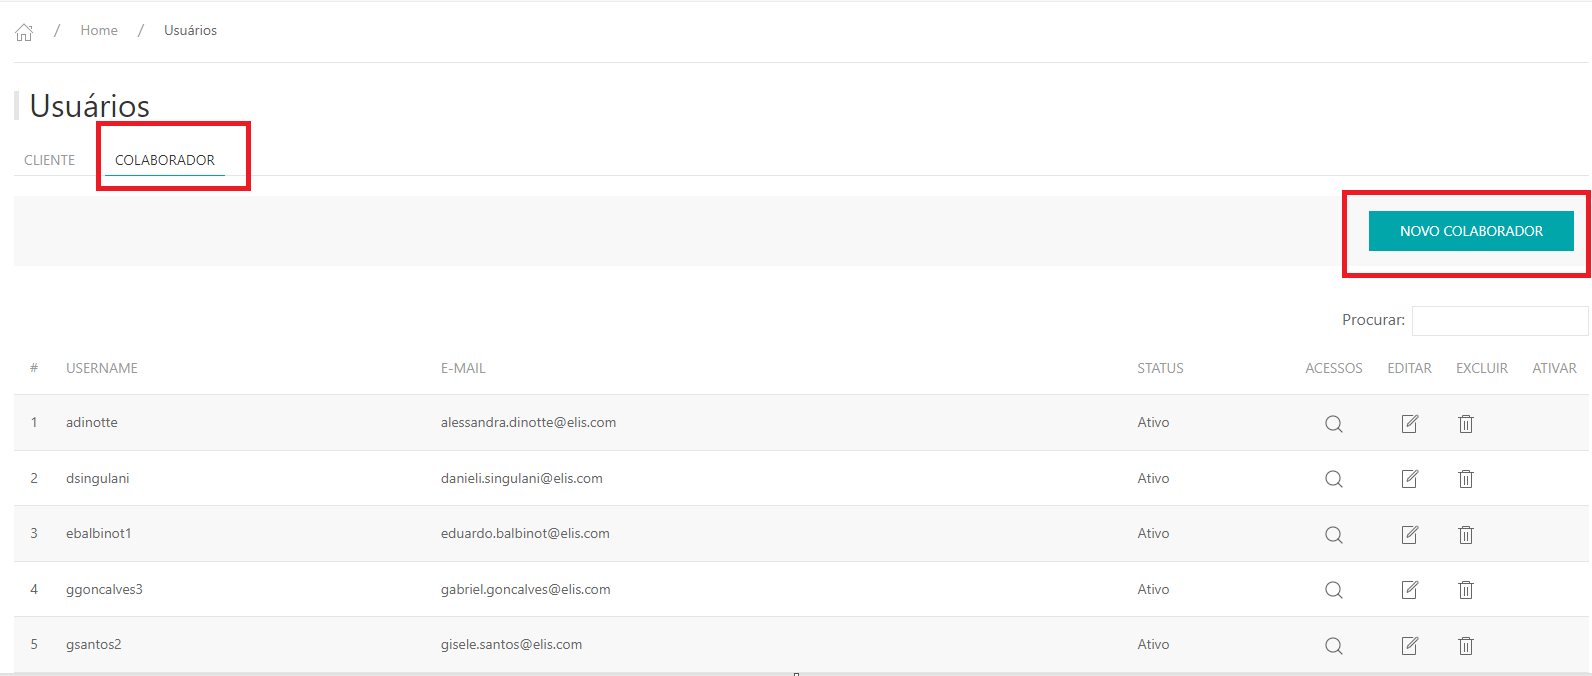 / Home / Usuários
Usuários
CLIENTE COLABORADOR
NOVO COLABORADOR
Procurar:
# USERNAME E-MAIL STATUS ACESSOS EDITAR EXCLUIR ATIVAR
1 adinotte alessandra.dinotte@elis.com Ativo
2 dsingulani danieli.singulani@elis.com Ativo
3 ebalbinot1 eduardo.balbinot@elis.com Ativo
4 ggoncalves3 gabriel.goncalves@elis.com Ativo
5 gsantos2 gisele.santos@elis.com Ativo